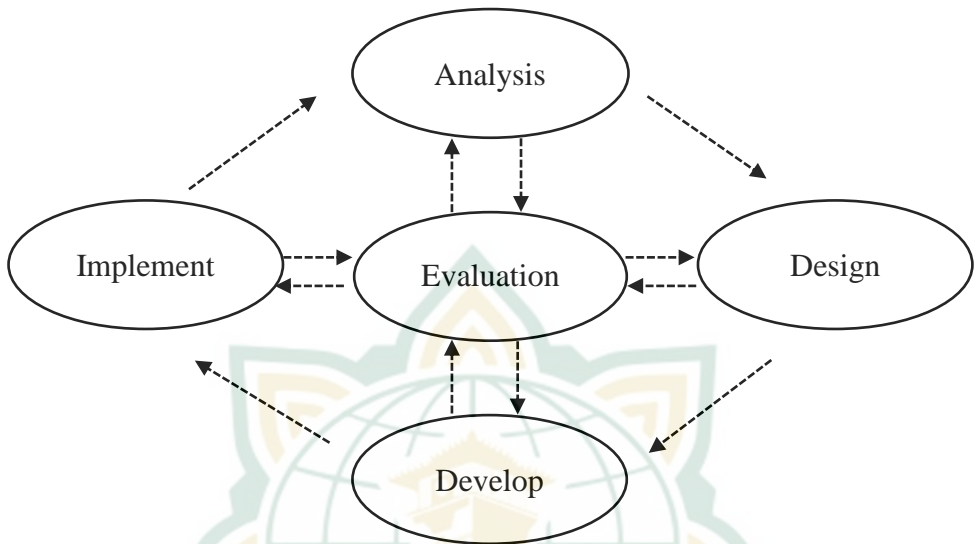 Analysis
Implement
Evaluation
Design
Develop